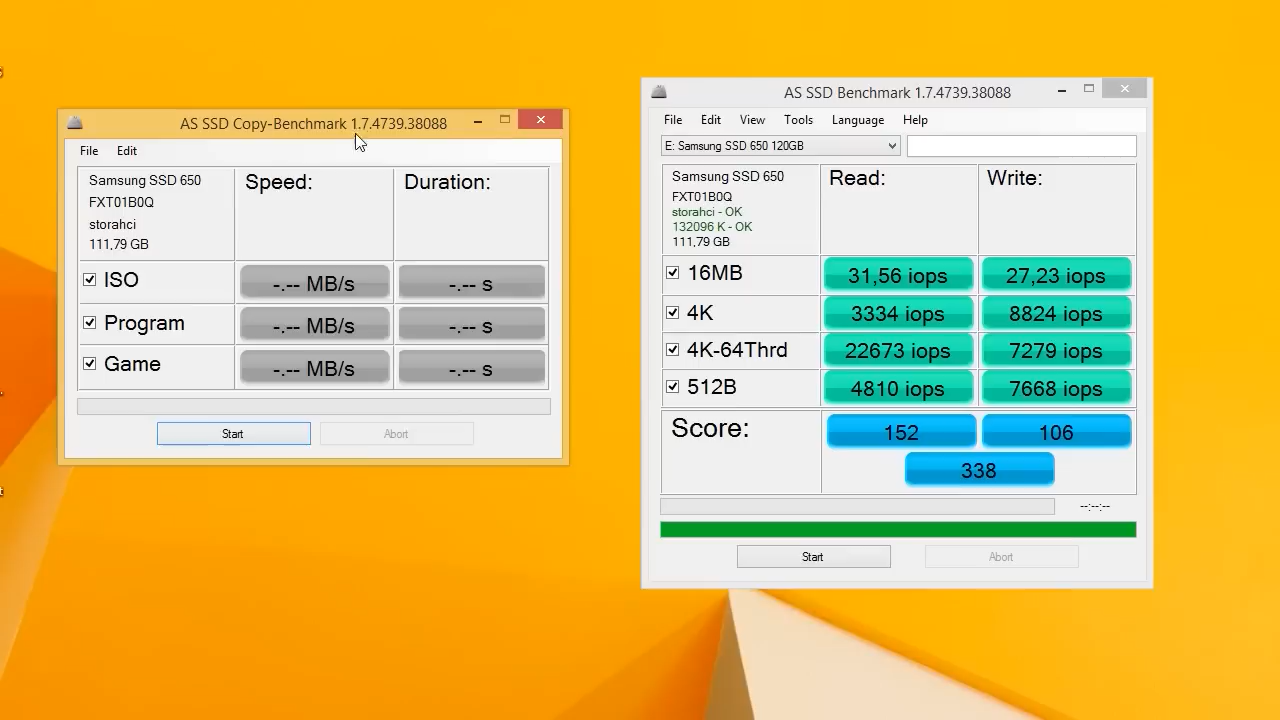 AS SSD Copy-Benchmark 1.7.4739.38088
File Edit
Samsung SSD 650
FXT01B0Q
storahci
111,79 GB
Speed: Duration:
ISO -.-- MB/s -.-- s
Program -.-- MB/s -.-- s
Game -.-- MB/s -.-- s
Start Abort
AS SSD Benchmark 1.7.4739.38088
File Edit View Tools Language Help
E: Samsung SSD 650 120GB
Samsung SSD 650
FXT01B0Q
storahci - OK
132096 K - OK
111,79 GB
Read: Write:
16MB 31,56 iops 27,23 iops
4K 3334 iops 8824 iops
4K-64Thrd 22673 iops 7279 iops
512B 4810 iops 7668 iops
Score: 152 106
338
--:--:--
Start Abort